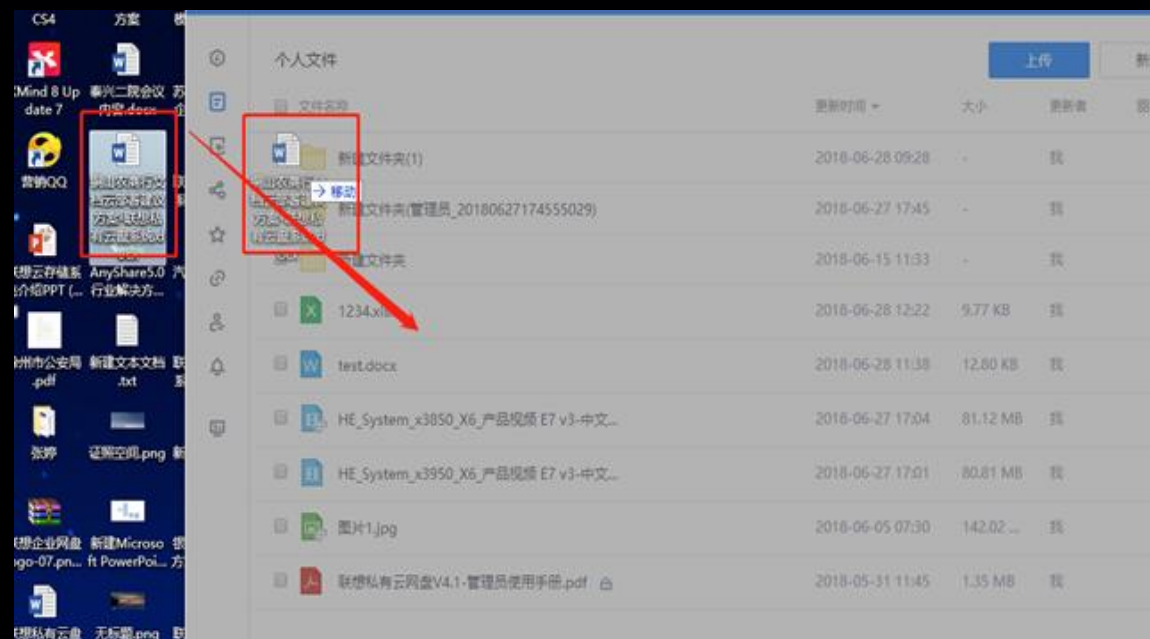 CS4
方案
XMind 8 Up
date 7
泰兴二院会议
内容.docx
营销QQ
联想云存储系
统介绍PPT (...
AnyShare5.0
行业解决方...
州市公安局
.pdf
新建文本文档
.txt
张婷
证照空间.png
联想企业网盘
logo-07.pn...
新建Microso
ft PowerPoi...
联想私有云盘
无标题.png
个人文件
上传
新
文件名称
更新时间
大小
更新者
移动
新建文件夹(1)
2018-06-28 09:28
-
我
新建文件夹(管理员_20180627174555029)
2018-06-27 17:45
-
我
新建文件夹
2018-06-15 11:33
-
我
1234.xls
2018-06-28 12:22
9.77 KB
我
test.docx
2018-06-28 11:38
12.80 KB
我
HE_System_x3850_X6_产品视频 E7 v3-中文...
2018-06-27 17:04
81.12 MB
我
HE_System_x3950_X6_产品视频 E7 v3-中文...
2018-06-27 17:01
80.81 MB
我
图片1.jpg
2018-06-05 07:30
142.02 ...
我
联想私有云网盘V4.1-管理员使用手册.pdf
2018-05-31 11:45
1.35 MB
我